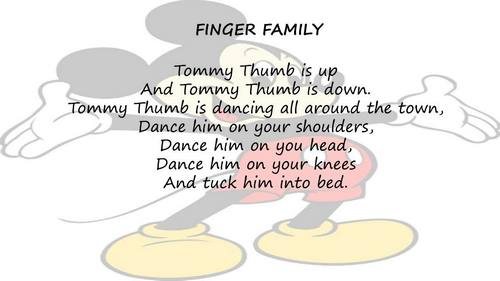 FINGER FAMILY
Tommy Thumb is up
And Tommy Thumb is down.
Tommy Thumb is dancing all around the town,
Dance him on your shoulders,
Dance him on you head,
Dance him on your knees
And tuck him into bed.